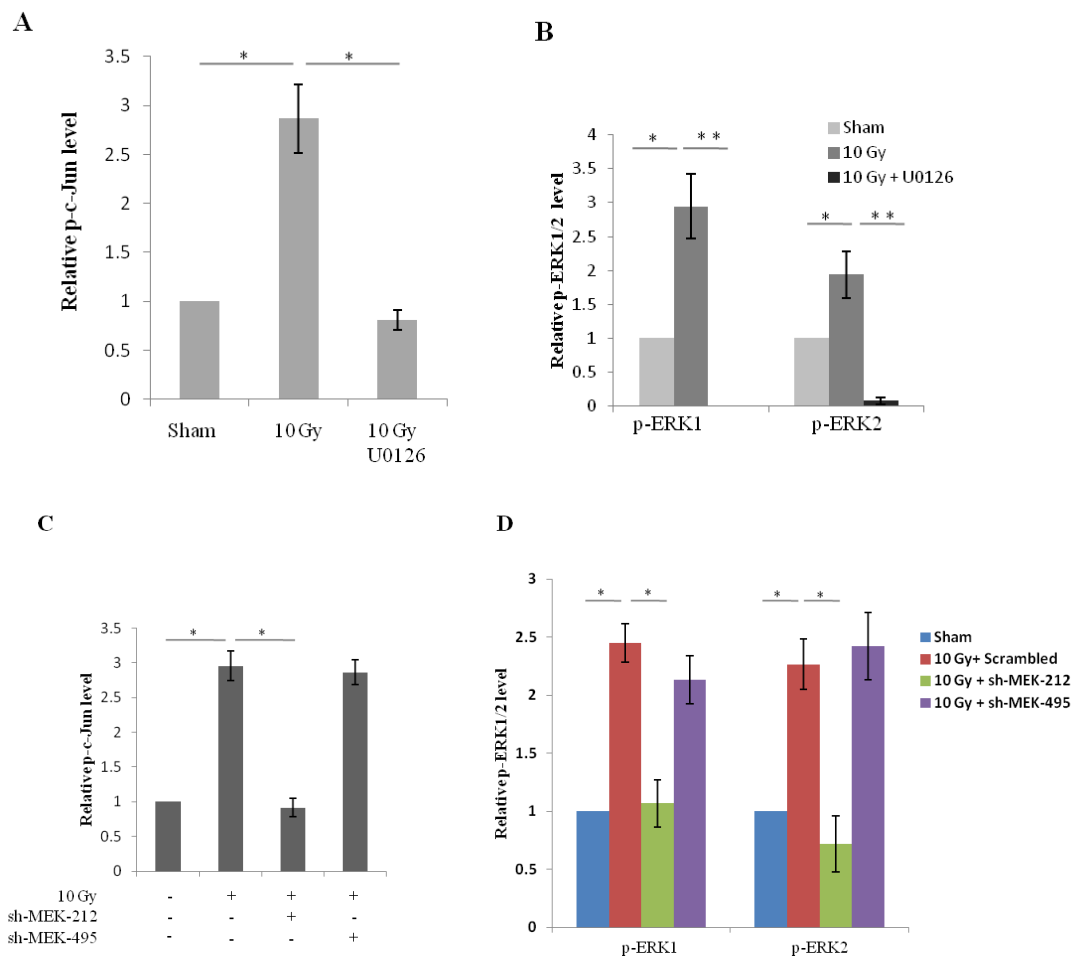 A
Relative p-c-Jun level
3.5
3
2.5
2
1.5
1
0.5
0
* *
Sham 10 Gy 10 Gy
U0126
B
Relative p-ERK1/2 level
4
3.5
3
2.5
2
1.5
1
0.5
0
* * *
* * *
Sham
10 Gy
10 Gy + U0126
p-ERK1 p-ERK2
C
Relative p-c-Jun level
3.5
3
2.5
2
1.5
1
0.5
0
* *
10 Gy - + + +
sh-MEK-212 - - + -
sh-MEK-495 - - - +
D
Relative p-ERK1/2 level
3
2.5
2
1.5
1
0.5
0
* * * *
Sham
10 Gy+ Scrambled
10 Gy + sh-MEK-212
10 Gy + sh-MEK-495
p-ERK1 p-ERK2